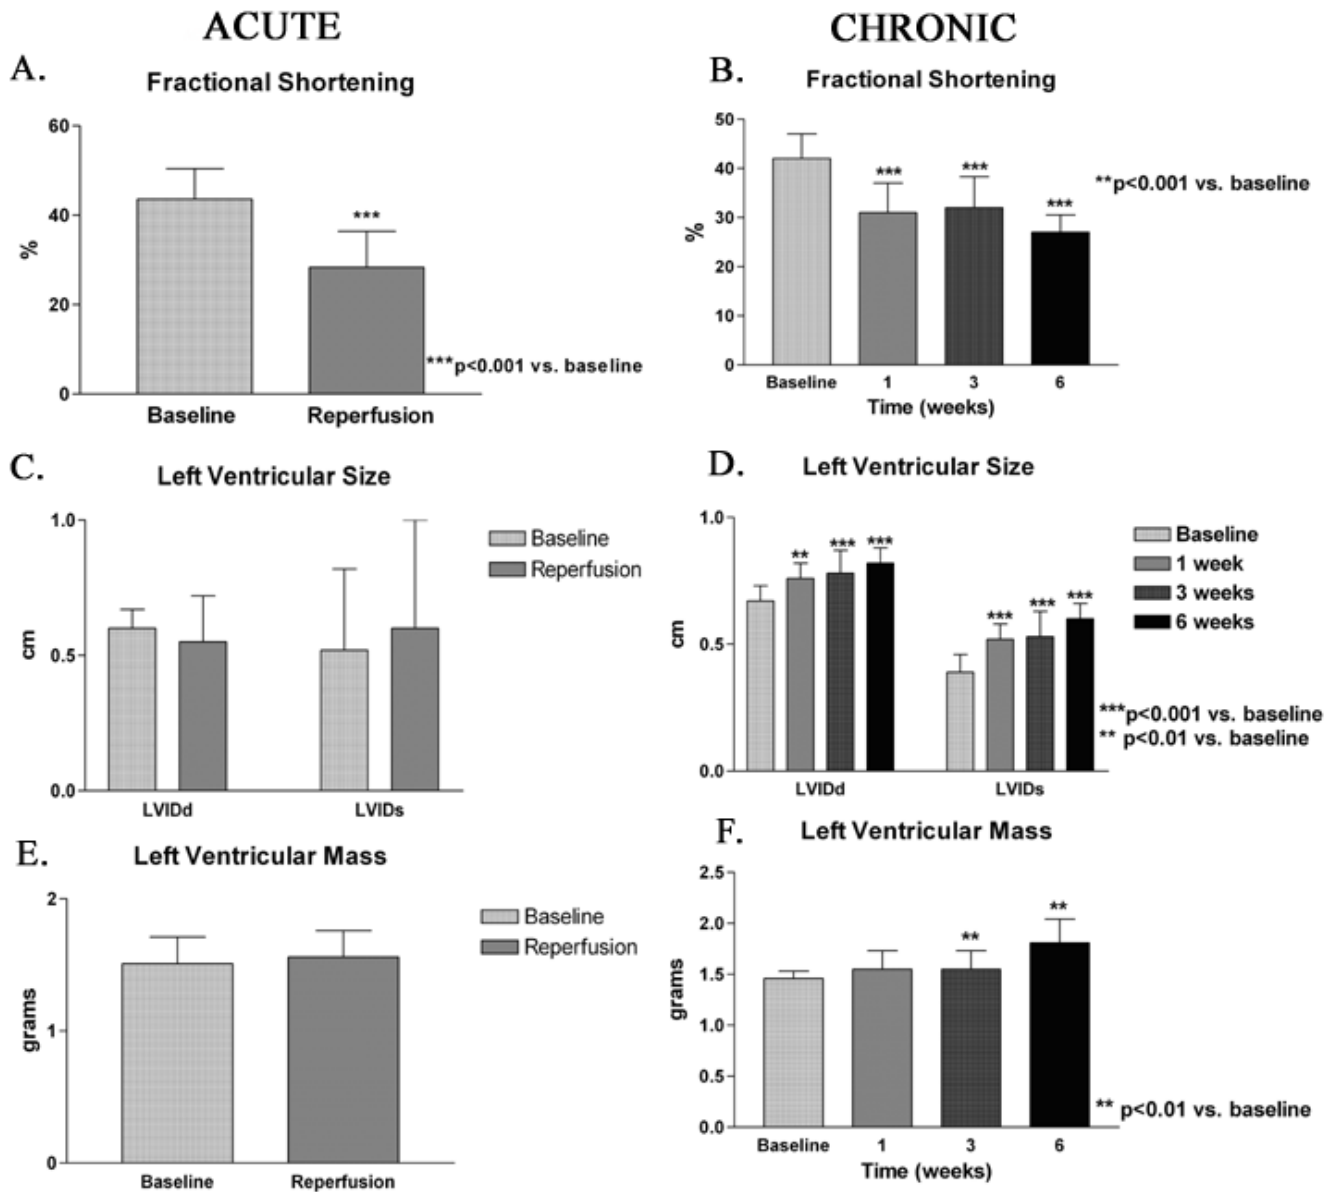 ACUTE
CHRONIC
A.
Fractional Shortening
60
40
20
0
%
***
***p<0.001 vs. baseline
Baseline Reperfusion
B.
Fractional Shortening
50
40
30
20
10
0
%
*** *** ***
**p<0.001 vs. baseline
Baseline 1 3 6
Time (weeks)
C.
Left Ventricular Size
1.0
0.5
0.0
cm
Baseline
Reperfusion
LVIDd LVIDs
D.
Left Ventricular Size
1.0
0.5
0.0
cm
** *** ***
*** *** ***
Baseline
1 week
3 weeks
6 weeks
***p<0.001 vs. baseline
** p<0.01 vs. baseline
LVIDd LVIDs
E.
Left Ventricular Mass
2
1
0
grams
Baseline
Reperfusion
Baseline Reperfusion
F.
Left Ventricular Mass
2.5
2.0
1.5
1.0
0.5
0.0
grams
** **
** p<0.01 vs. baseline
Baseline 1 3 6
Time (weeks)